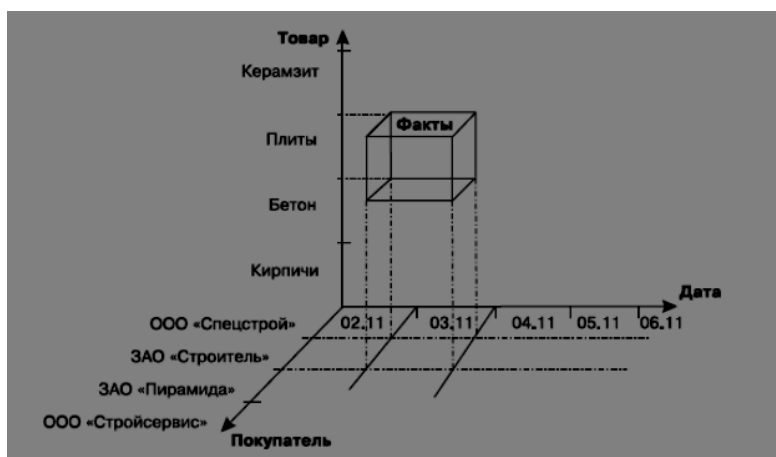 Товар
Керамзит
Факты
Плиты
Бетон
Кирпичи
Дата
ООО «Спецстрой»
02.11 03.11 04.11 05.11 06.11
ЗАО «Строитель»
ЗАО «Пирамида»
ООО «Стройсервис»
Покупатель